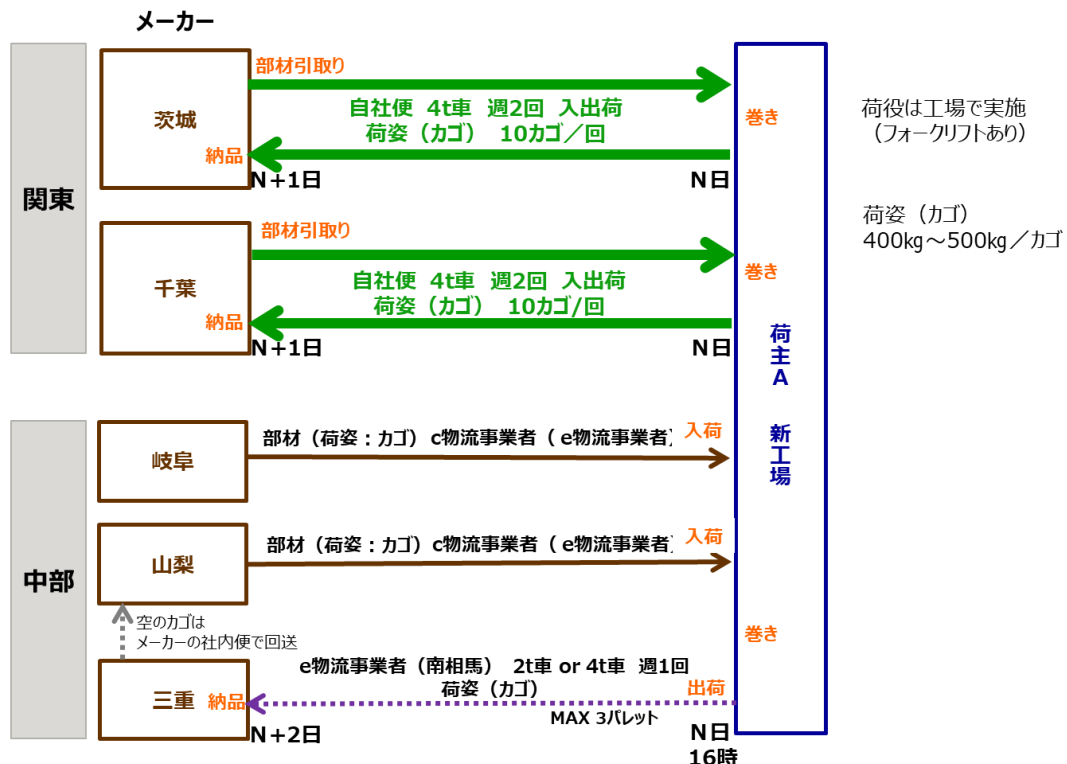 メーカー
関東
茨城
部材引取り
自社便 4t車 週2回 入出荷
荷姿（カゴ） 10カゴ／回
納品
N+1日
N日
巻き
荷役は工場で実施
（フォークリフトあり）
荷姿（カゴ）
400kg～500kg／カゴ
千葉
部材引取り
自社便 4t車 週2回 入出荷
荷姿（カゴ） 10カゴ/回
納品
N+1日
N日
巻き
荷主A 新工場
中部
岐阜
部材（荷姿：カゴ）c物流事業者（ e物流事業者）
入荷
山梨
部材（荷姿：カゴ）c物流事業者（ e物流事業者）
入荷
空のカゴは
メーカーの社内便で回送
巻き
三重
納品
e物流事業者（南相馬） 2t車 or 4t車 週1回
荷姿（カゴ）
出荷
MAX 3パレット
N+2日
N日
16時